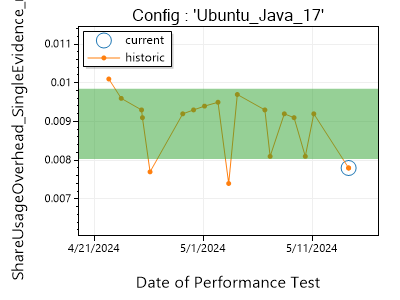 Config : 'Ubuntu_Java_17'
ShareUsageOverhead_SingleEvidence_
current
historic
0.011
0.01
0.009
0.008
0.007
4/21/2024
5/1/2024
5/11/2024
Date of Performance Test